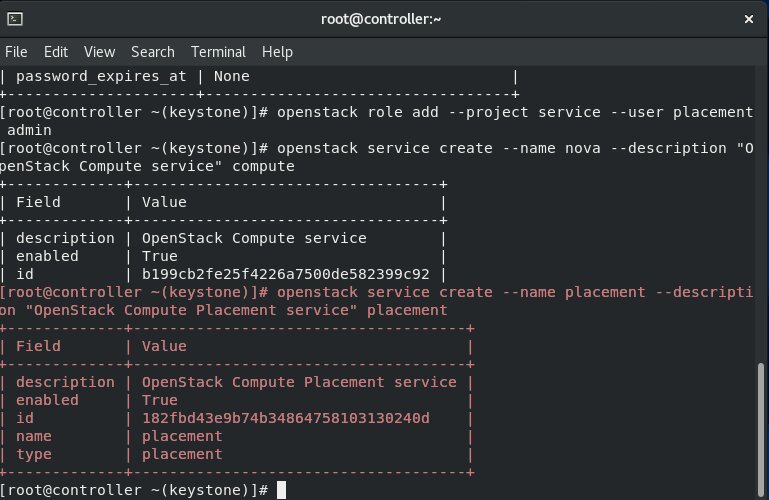 root@controller:~
File Edit View Search Terminal Help
| password_expires_at | None                             |
+---------------------+----------------------------------+
[root@controller ~(keystone)]# openstack role add --project service --user placement
 admin
[root@controller ~(keystone)]# openstack service create --name nova --description "O
penStack Compute service" compute
+-------------+----------------------------------+
| Field       | Value                            |
+-------------+----------------------------------+
| description | OpenStack Compute service        |
| enabled     | True                             |
| id          | b199cb2fe25f4226a7500de582399c92 |
[root@controller ~(keystone)]# openstack service create --name placement --descripti
on "OpenStack Compute Placement service" placement
+-------------+-------------------------------------+
| Field       | Value                               |
+-------------+-------------------------------------+
| description | OpenStack Compute Placement service |
| enabled     | True                                |
| id          | 182fbd43e9b74b34864758103130240d    |
| name        | placement                           |
| type        | placement                           |
+-------------+-------------------------------------+
[root@controller ~(keystone)]#